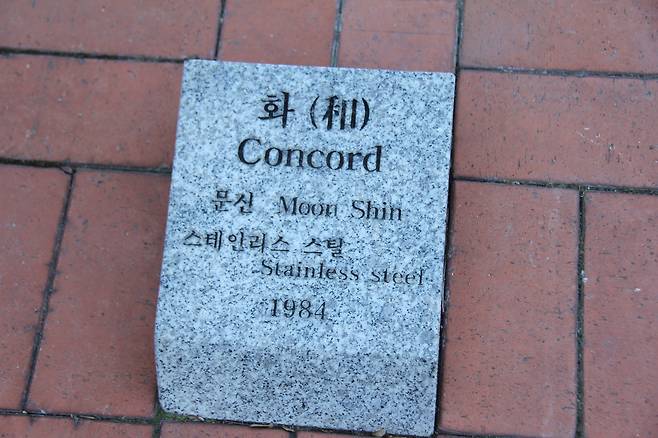 화 (和)
Concord
문신 Moon Shin
스테인리스 스틸
Stainless steel
1984